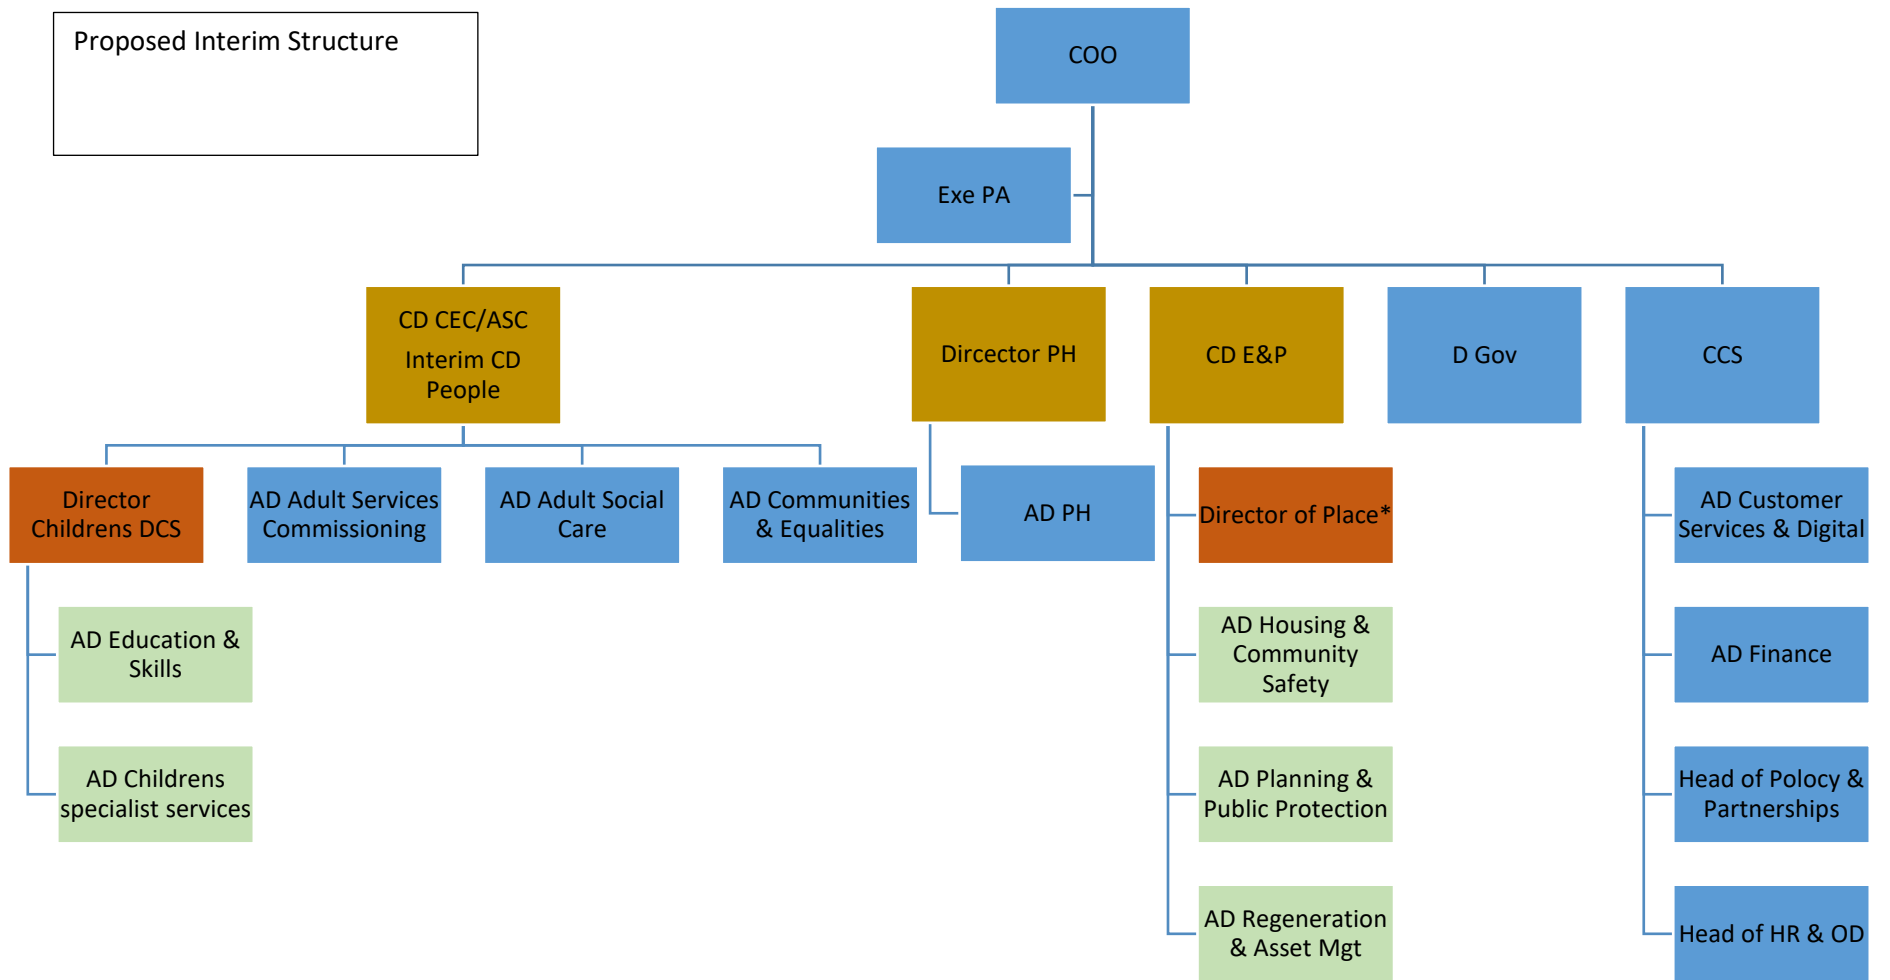 Proposed Interim Structure
COO
Exe PA
CD CEC/ASC
Interim CD
People
Dircector PH
CD E&P
D Gov
CCS
Director
Childrens DCS
AD Adult Services
Commissioning
AD Adult Social
Care
AD Communities
& Equalities
AD PH
Director of Place*
AD Customer
Services & Digital
AD Education &
Skills
AD Housing &
Community
Safety
AD Finance
AD Childrens
specialist services
AD Planning &
Public Protection
Head of Polocy &
Partnerships
AD Regeneration
& Asset Mgt
Head of HR & OD